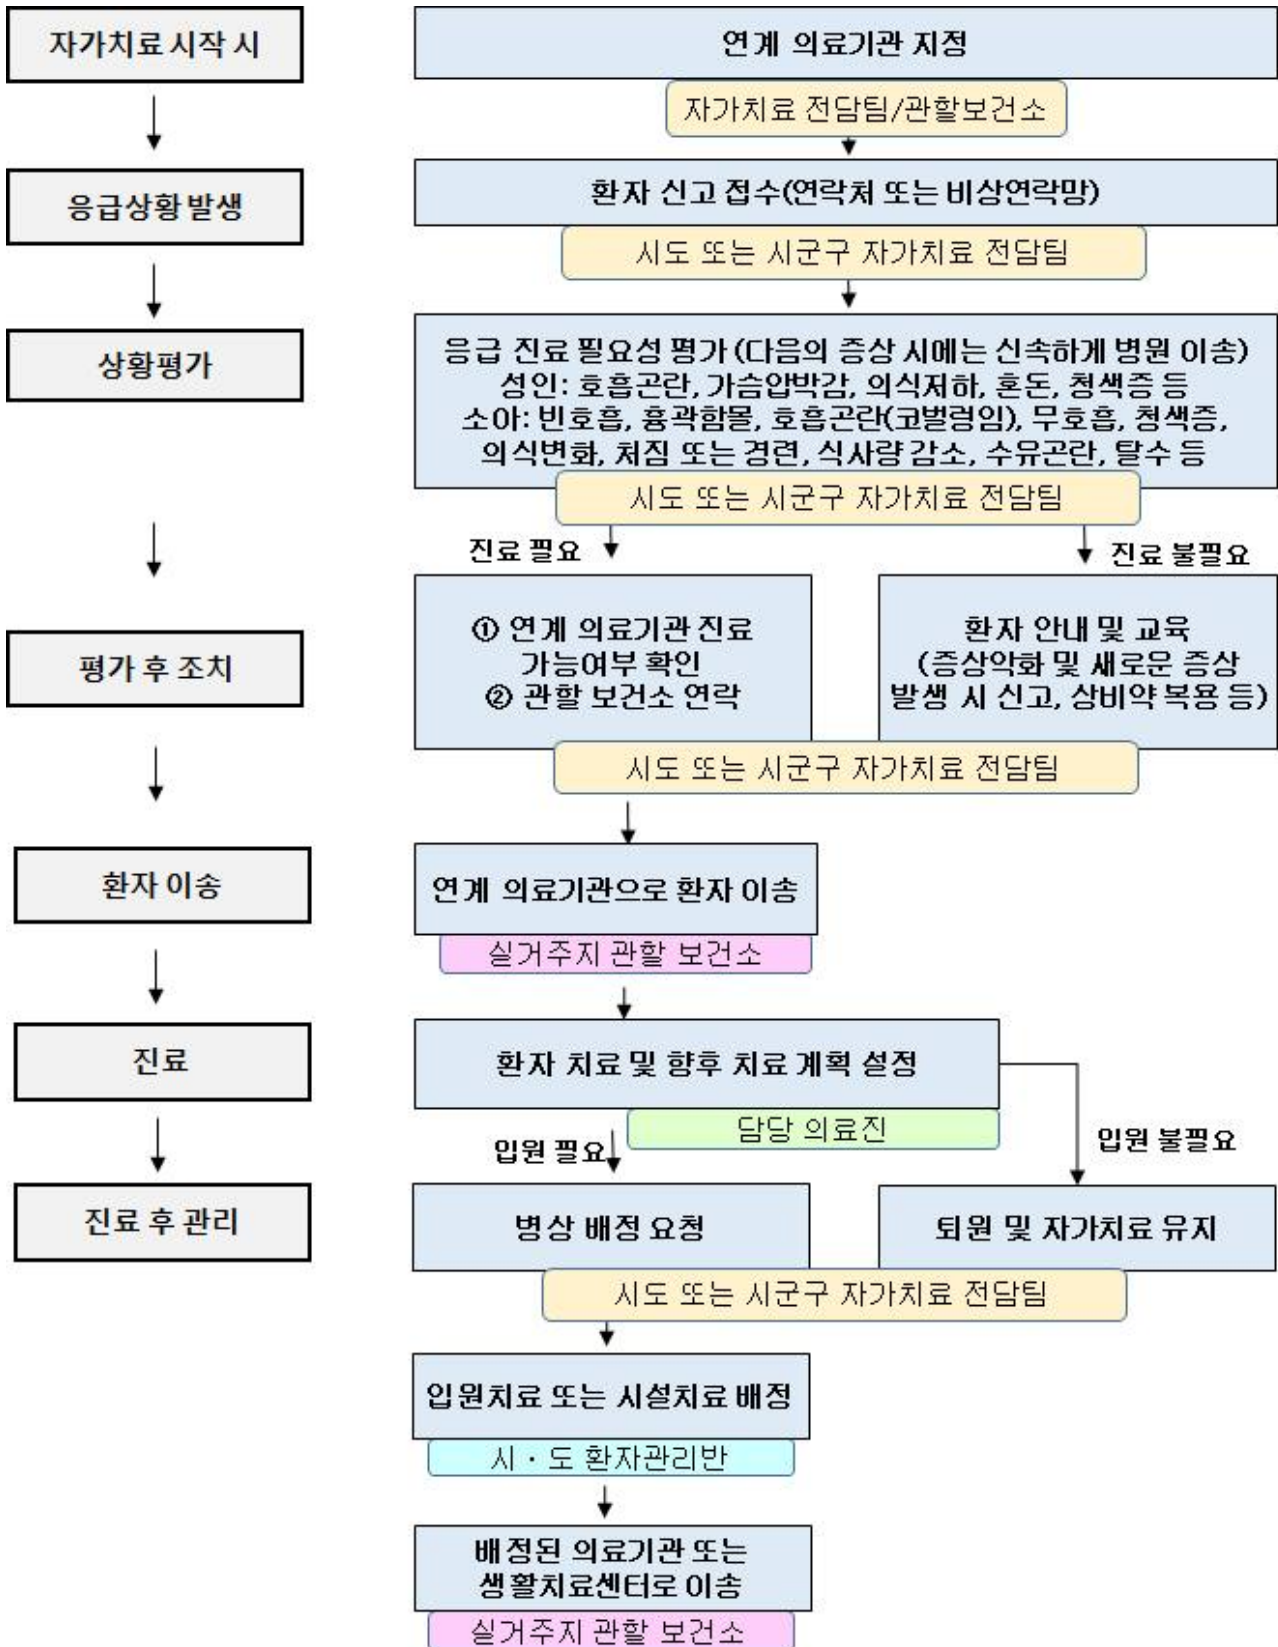 자가치료 시작 시
연계 의료기관 지정
자가치료 전담팀/관할보건소
응급상황 발생
환자 신고 접수(연락처 또는 비상연락망)
시도 또는 시군구 자가치료 전담팀
상황평가
응급 진료 필요성 평가 (다음의 증상 시에는 신속하게 병원 이송)
성인: 호흡곤란, 가슴압박감, 의식저하, 혼돈, 청색증 등
소아: 빈호흡, 흉곽함몰, 호흡곤란(코벌렁임), 무호흡, 청색증,
의식변화, 처짐 또는 경련, 식사량 감소, 수유곤란, 탈수 등
시도 또는 시군구 자가치료 전담팀
진료 필요
진료 불필요
평가 후 조치
① 연계 의료기관 진료
가능여부 확인
② 관할 보건소 연락
환자 안내 및 교육
(증상악화 및 새로운 증상
발생 시 신고, 상비약 복용 등)
시도 또는 시군구 자가치료 전담팀
환자 이송
연계 의료기관으로 환자 이송
실거주지 관할 보건소
진료
환자 치료 및 향후 치료 계획 설정
담당 의료진
입원 필요
입원 불필요
진료 후 관리
병상 배정 요청
퇴원 및 자가치료 유지
시도 또는 시군구 자가치료 전담팀
입원치료 또는 시설치료 배정
시 · 도 환자관리반
배정된 의료기관 또는
생활치료센터로 이송
실거주지 관할 보건소